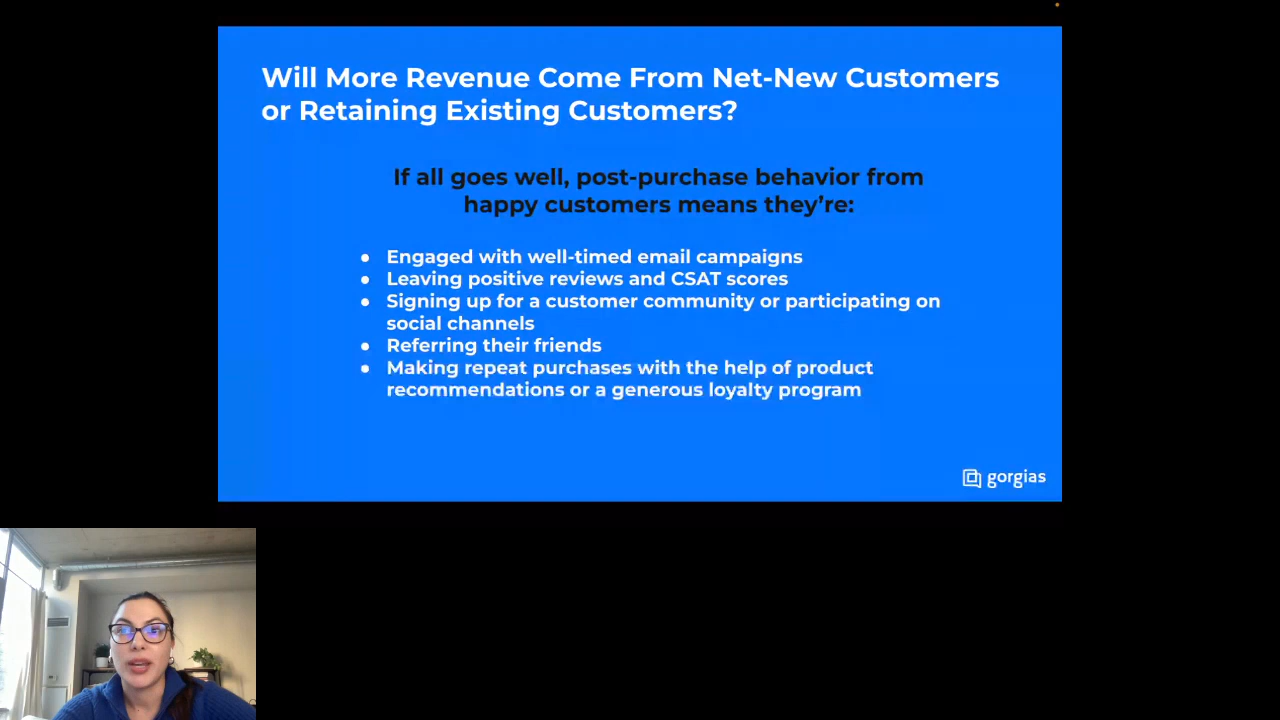 Will More Revenue Come From Net-New Customers
or Retaining Existing Customers?
If all goes well, post-purchase behavior from
happy customers means they’re:
● Engaged with well-timed email campaigns
● Leaving positive reviews and CSAT scores
● Signing up for a customer community or participating on
social channels
● Referring their friends
● Making repeat purchases with the help of product
recommendations or a generous loyalty program
gorgias